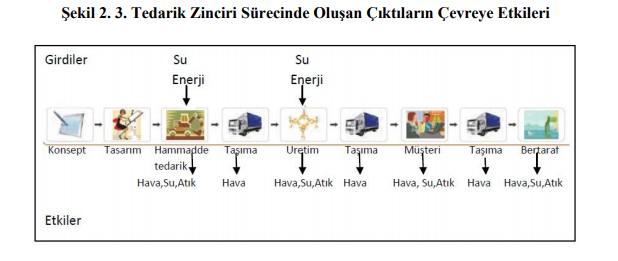 Şekil 2. 3. Tedarik Zinciri Sürecinde Oluşan Çıktıların Çevreye Etkileri
Girdiler Su Su
Enerji Enerji
Konsept Tasarım Hammadde Taşıma Üretim Taşıma Müşteri Taşıma Bertaraf
tedarik
Hava,Su,Atık Hava Hava,Su,Atık Hava Hava, Su,Atık Hava Hava,Su,Atık
Etkiler